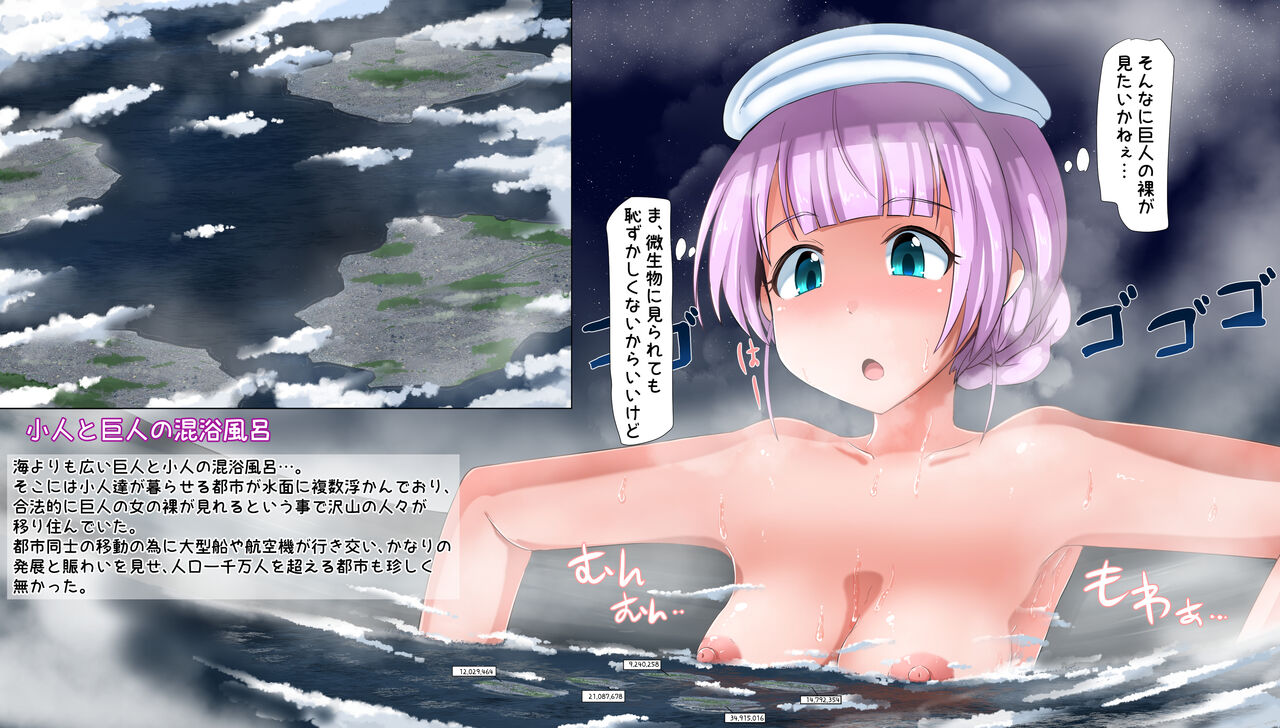 そんなに巨人の裸が
見たいかねぇ…
ま、微生物に見られても
恥ずかしくないからいいけど
ゴゴ
ゴゴゴ
はー
小人と巨人の混浴風呂
海よりも広い巨人と小人の混浴風呂…。
そこには小人達が暮らせる都市が水面に複数浮かんでおり、
合法的に巨人の女の裸が見れるという事で沢山の人々が
移り住んでいた。
都市同士の移動の為に大型船や航空機が行き交い、かなりの
発展と賑わいを見せ、人口一千万人を超える都市も珍しく
無かった。
むん
むん‥
もわぁ…
12,029,464
9,240,258
21,087,678
14,792,354
34,915,016